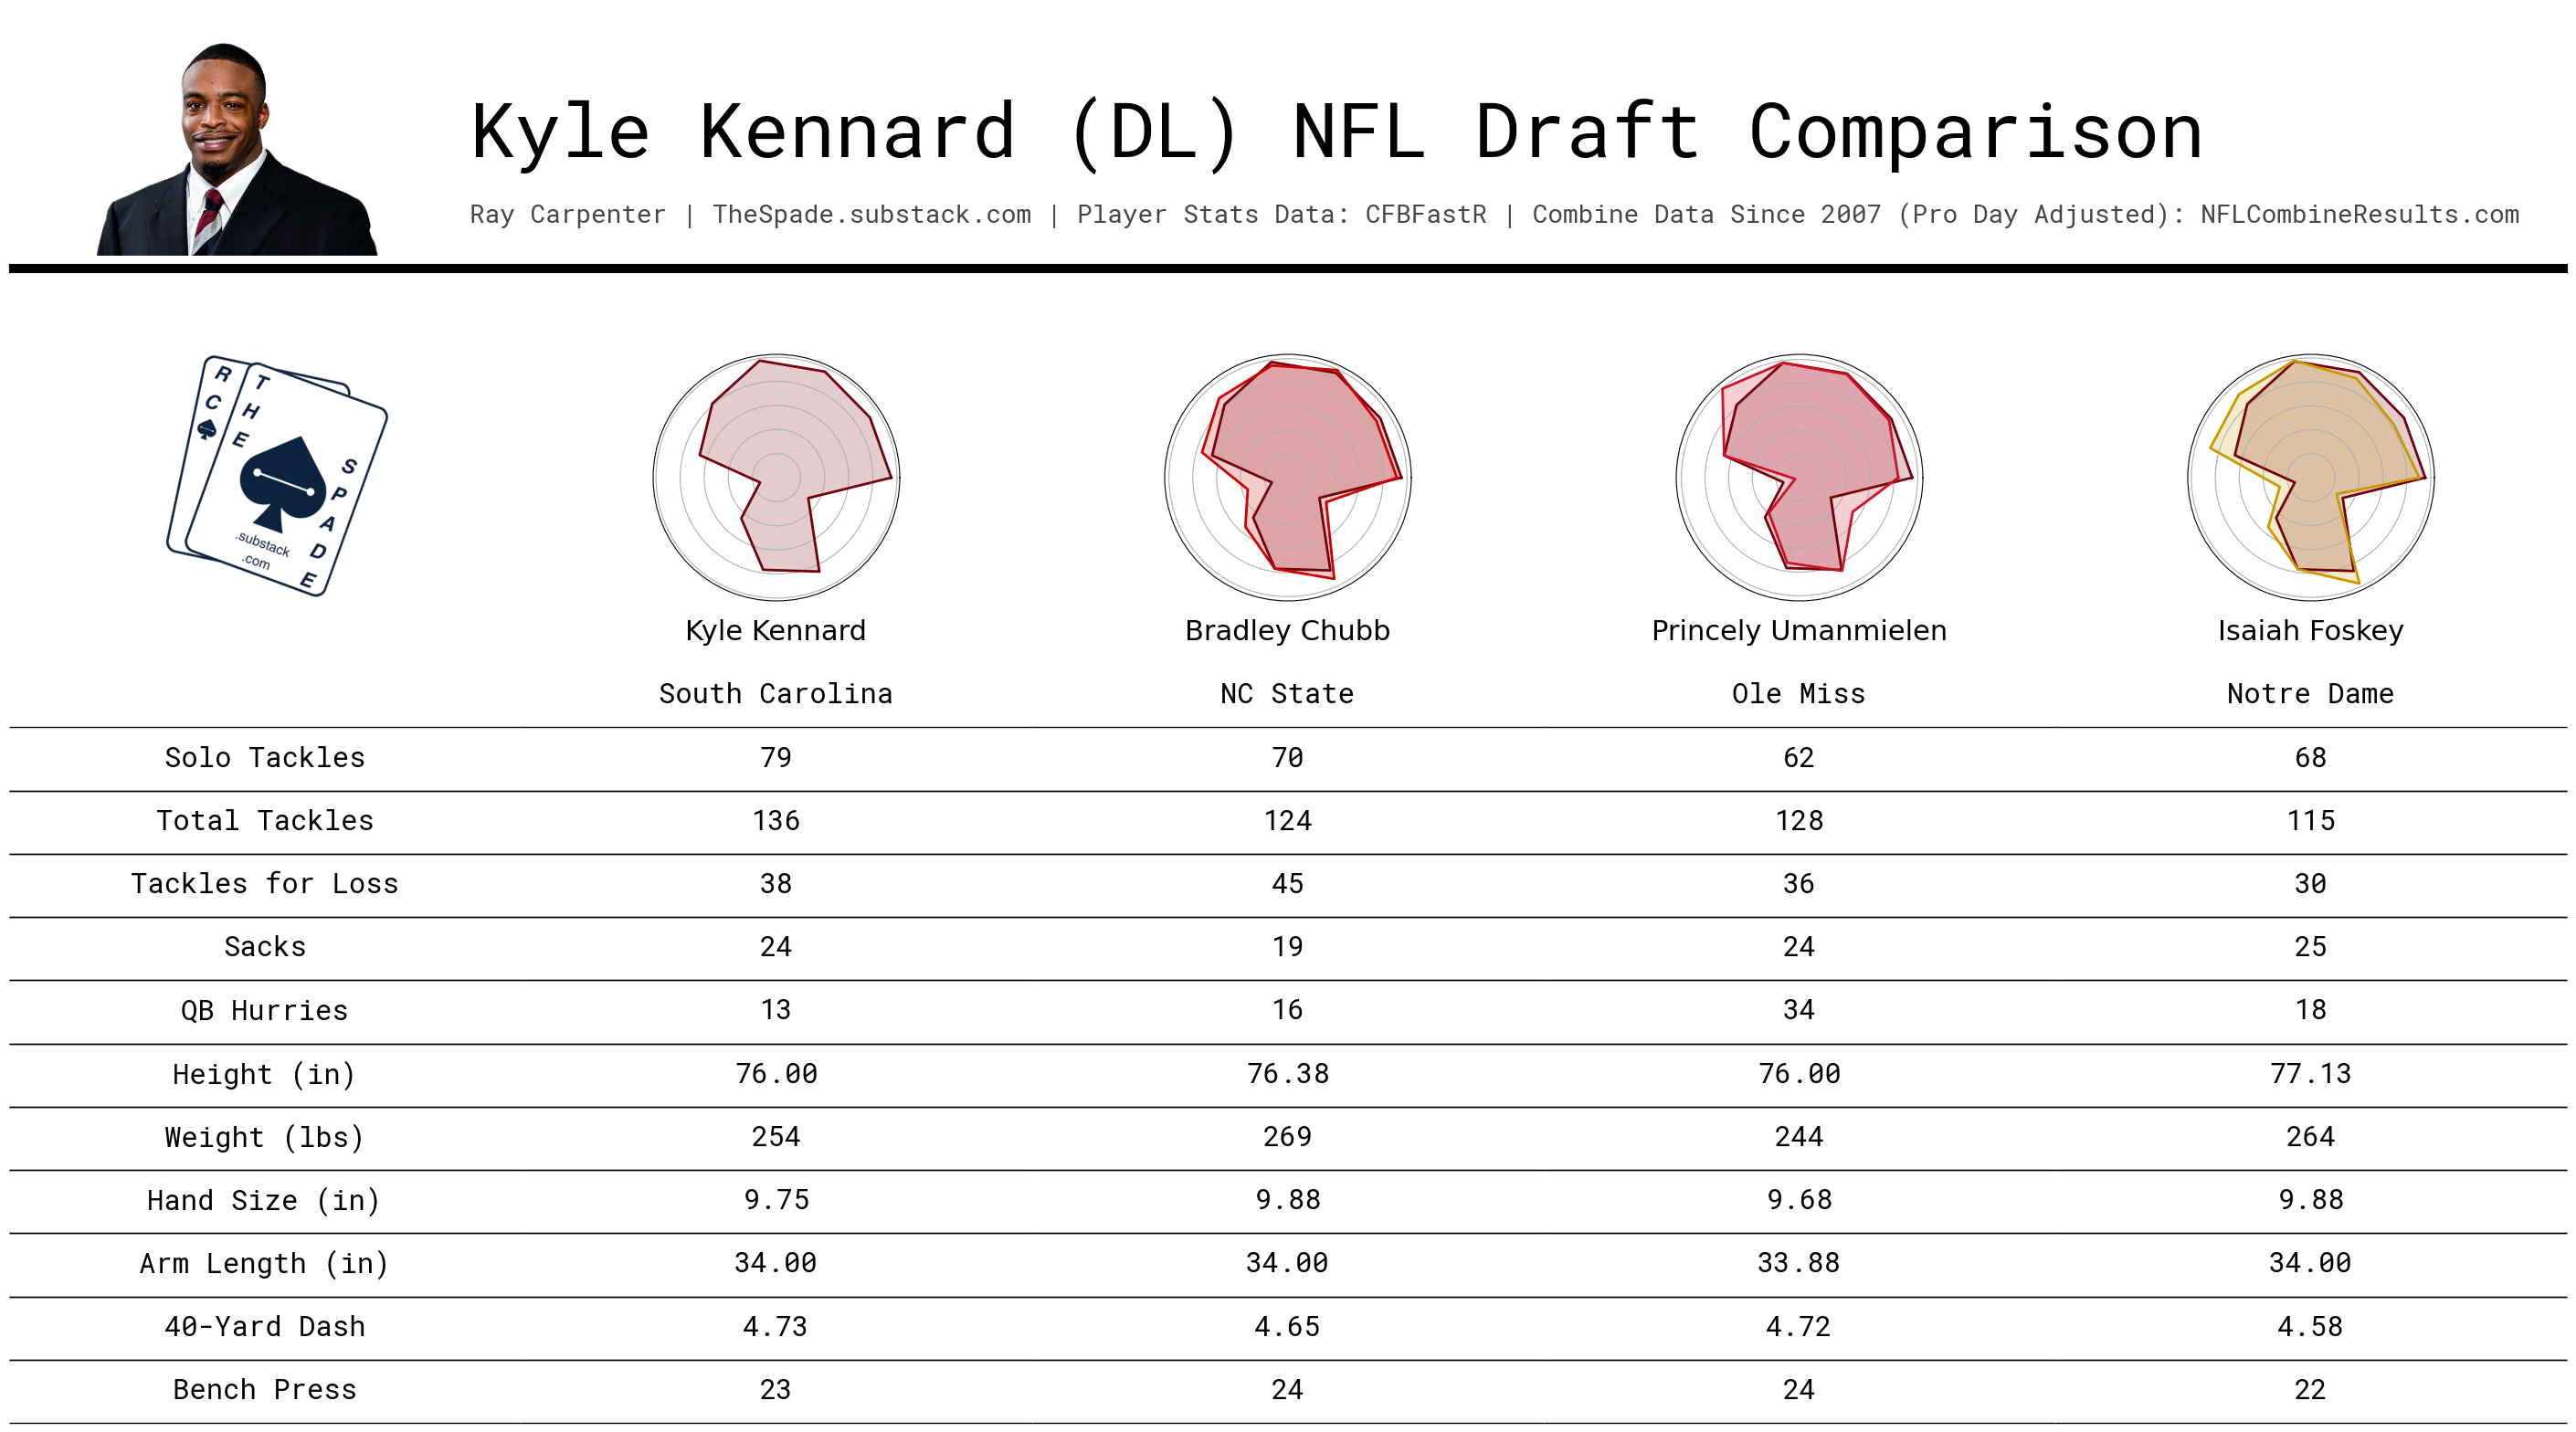 Kyle Kennard (DL) NFL Draft Comparison
Ray Carpenter | TheSpade.substack.com | Player Stats Data: CFBFastR | Combine Data Since 2007 (Pro Day Adjusted): NFLCombineResults.com
RC
THE
SPADE
.substack
.com
Kyle Kennard Bradley Chubb Princely Umanmielen Isaiah Foskey
South Carolina NC State Ole Miss Notre Dame
Solo Tackles 79 70 62 68
Total Tackles 136 124 128 115
Tackles for Loss 38 45 36 30
Sacks 24 19 24 25
QB Hurries 13 16 34 18
Height (in) 76.00 76.38 76.00 77.13
Weight (lbs) 254 269 244 264
Hand Size (in) 9.75 9.88 9.68 9.88
Arm Length (in) 34.00 34.00 33.88 34.00
40-Yard Dash 4.73 4.65 4.72 4.58
Bench Press 23 24 24 22